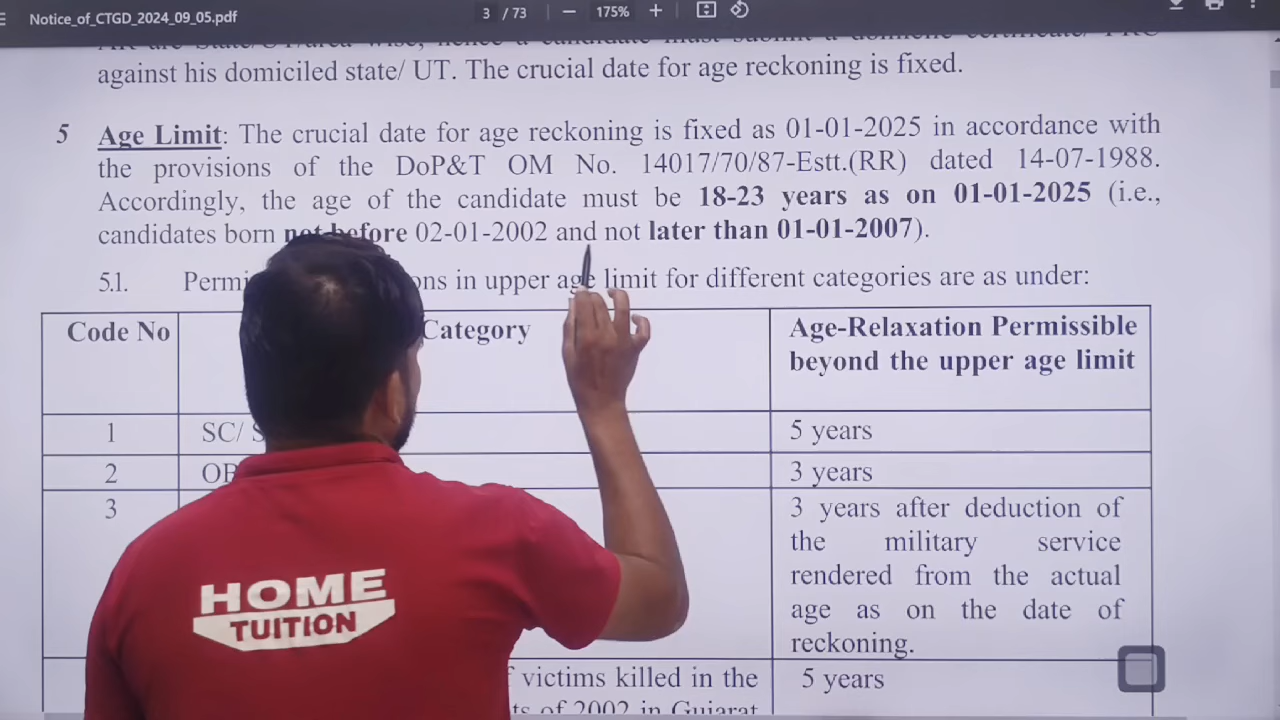 Notice_of_CTGD_2024_09_05.pdf
3 / 73
175%
against his domiciled state/ UT. The crucial date for age reckoning is fixed.
5 Age Limit: The crucial date for age reckoning is fixed as 01-01-2025 in accordance with
the provisions of the DoP&T OM No. 14017/70/87-Estt.(RR) dated 14-07-1988.
Accordingly, the age of the candidate must be 18-23 years as on 01-01-2025 (i.e.,
candidates born not before 02-01-2002 and not later than 01-01-2007).
5.1. in upper age limit for different categories are as under:
Code No Category Age-Relaxation Permissible
beyond the upper age limit
1 SC/ 5 years
2 3 years
3 3 years after deduction of
the military service
rendered from the actual
age as on the date of
reckoning.
victims killed in the 5 years
of 2002 in Gujarat
HOME
TUITION